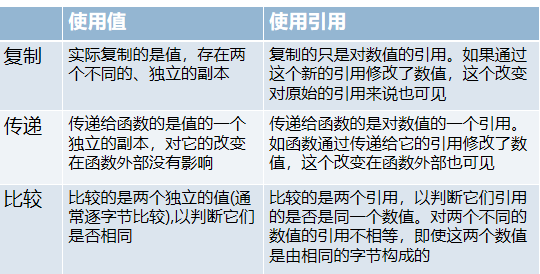 使用值
使用引用
复制
实际复制的是值，存在两
个不同的、独立的副本
复制的只是对数值的引用。如果通过
这个新的引用修改了数值，这个改变
对原始的引用来说也可见
传递
传递给函数的是值的一个
独立的副本，对它的改变
在函数外部没有影响
传递给函数的是对数值的一个引用。
如函数通过传递给它的引用修改了数
值，这个改变在函数外部也可见
比较
比较的是两个独立的值(通
常逐字节比较),以判断它们
是否相同
比较的是两个引用，以判断它们引用
的是否是同一个数值。对两个不同的
数值的引用不相等，即使这两个数值
是由相同的字节构成的